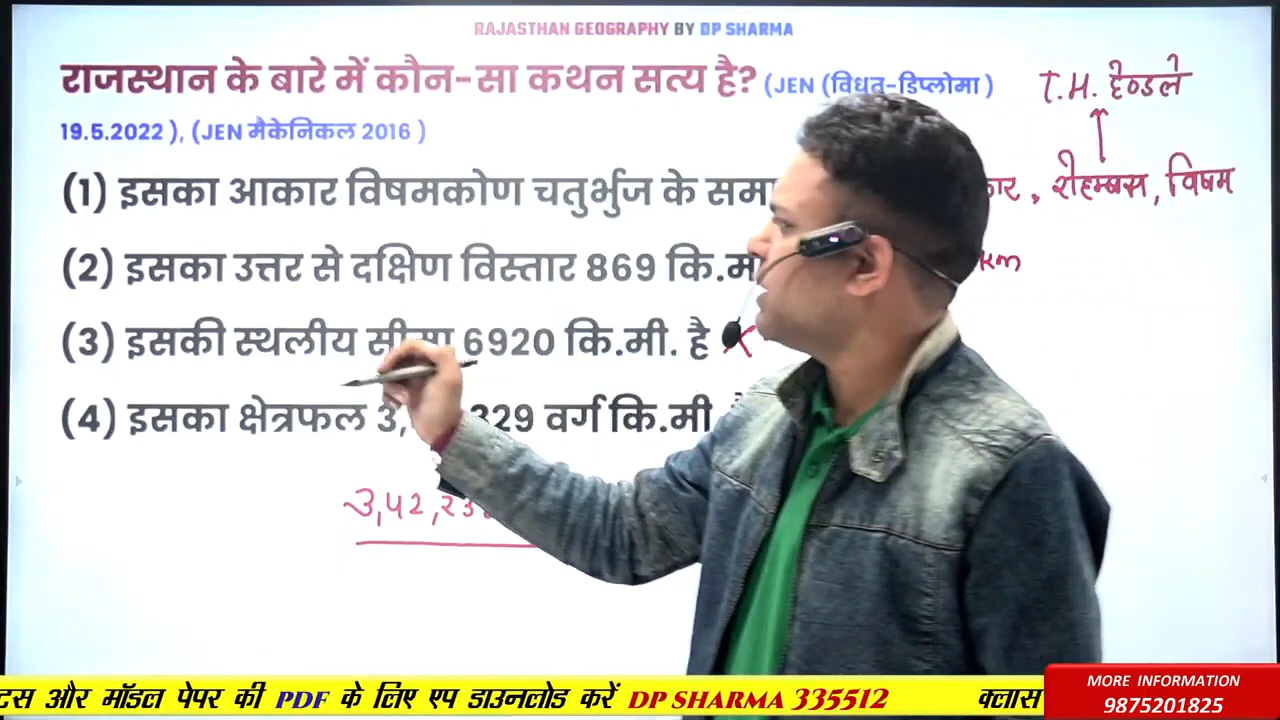 RAJASTHAN GEOGRAPHY BY DP SHARMA
राजस्थान के बारे में कौन-सा कथन सत्य है? (JEN (विधुत-डिप्लोमा )
19.5.2022 ), (JEN मैकेनिकल 2016 )
T.H. हेण्डले
(1) इसका आकार विषमकोण चतुर्भुज के , रोहम्बस, विषम
(2) इसका उत्तर से दक्षिण विस्तार 869 km
(3) इसकी स्थलीय सीमा 6920 कि.मी. है
(4) इसका क्षेत्रफल 329 वर्ग कि.मी
3,42,23
और मॉडल पेपर की PDF के लिए एप डाउनलोड करें DP SHARMA 335512 क्लास
MORE INFORMATION
9875201825